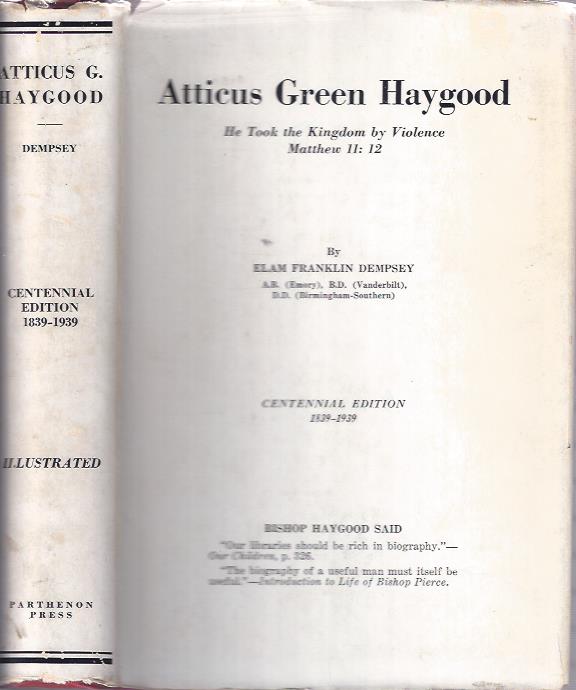 ATTICUS G.
HAYGOOD
DEMPSEY
CENTENNIAL
EDITION
1839-1939
ILLUSTRATED
PARTHENON
PRESS
Atticus Green Haygood
He Took the Kingdom by Violence
Matthew 11: 12
By
ELAM FRANKLIN DEMPSEY
A.B. (Emory), B.D. (Vanderbilt),
D.D. (Birmingham-Southern)
CENTENNIAL EDITION
1839-1939
BISHOP HAYGOOD SAID
"Our libraries should be rich in biography."—
Our Children, p. 326.
"The biography of a useful man must itself be
useful."—Introduction to Life of Bishop Pierce.